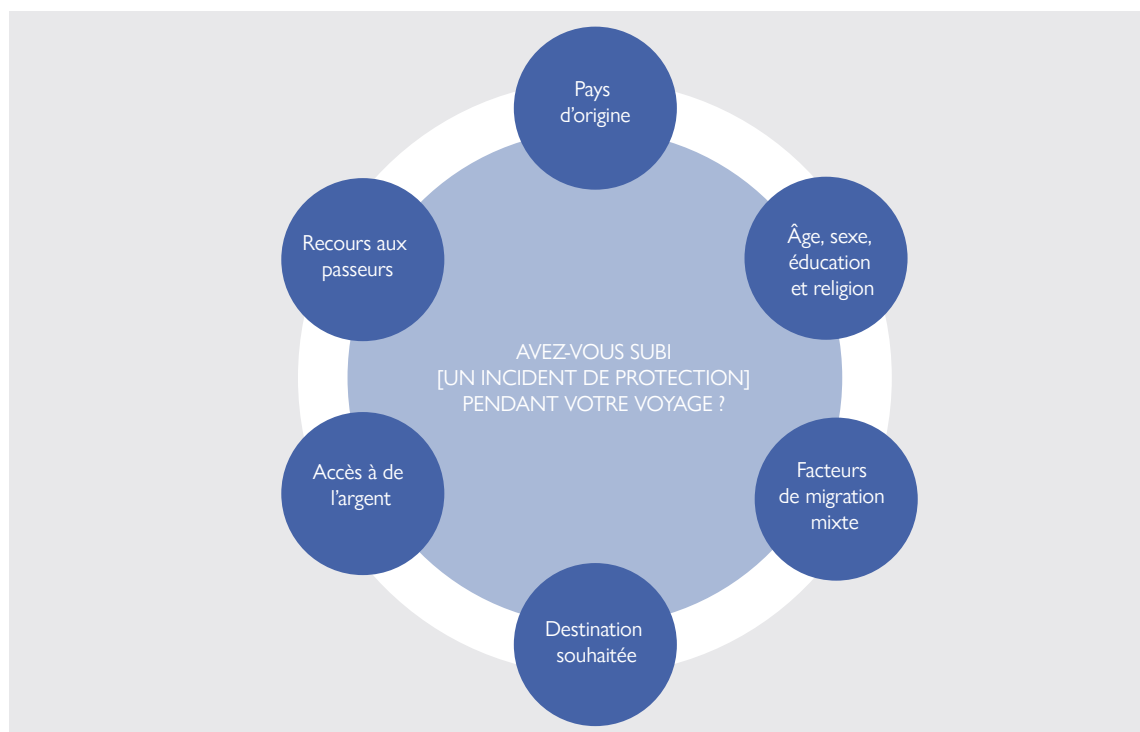 Pays
d'origine
Âge, sexe,
éducation
et religion
Facteurs
de migration
mixte
Destination
souhaitée
Accès à de
l'argent
Recours aux
passeurs
AVEZ-VOUS SUBI
[UN INCIDENT DE PROTECTION]
PENDANT VOTRE VOYAGE ?